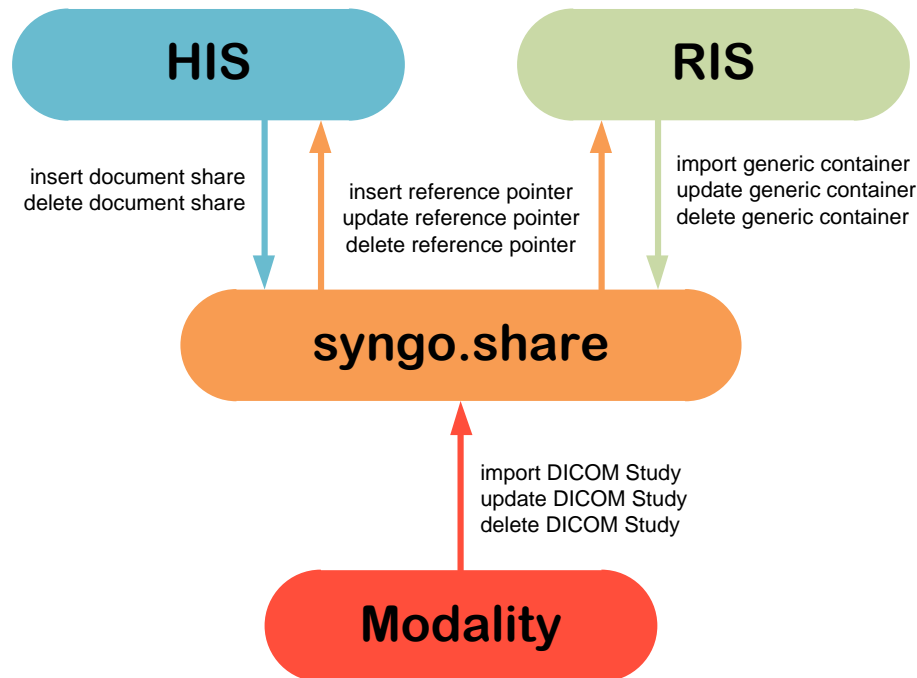 HIS
RIS
insert document share
delete document share
insert reference pointer
update reference pointer
delete reference pointer
import generic container
update generic container
delete generic container
syngo.share
import DICOM Study
update DICOM Study
delete DICOM Study
Modality